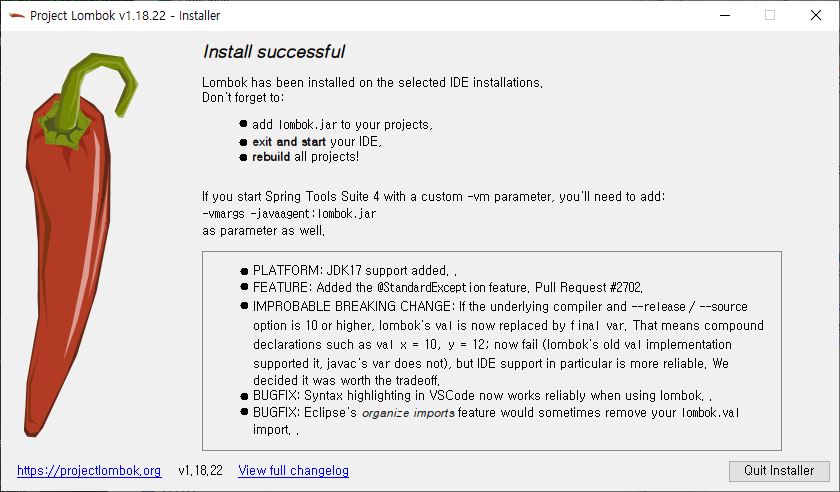 Project Lombok v1.18.22 - Installer
Install successful
Lombok has been installed on the selected IDE installations.
Don't forget to:
● add lombok.jar to your projects,
● exit and start your IDE,
● rebuild all projects!
If you start Spring Tools Suite 4 with a custom -vm parameter, you'll need to add:
-vmargs -javaagent:lombok.jar
as parameter as well.
● PLATFORM: JDK17 support added. .
● FEATURE: Added the @StandardException feature. Pull Request #2702.
● IMPROBABLE BREAKING CHANGE: If the underlying compiler and --release / --source
option is 10 or higher, lombok's val is now replaced by final var. That means compound
declarations such as val x = 10, y = 12; now fail (lombok's old val implementation
supported it, javac's var does not), but IDE support in particular is more reliable. We
decided it was worth the tradeoff.
● BUGFIX: Syntax highlighting in VSCode now works reliably when using lombok. .
● BUGFIX: Eclipse's organize imports feature would sometimes remove your lombok.val
import. .
https://projectlombok.org v1.18.22 View full changelog Quit Installer